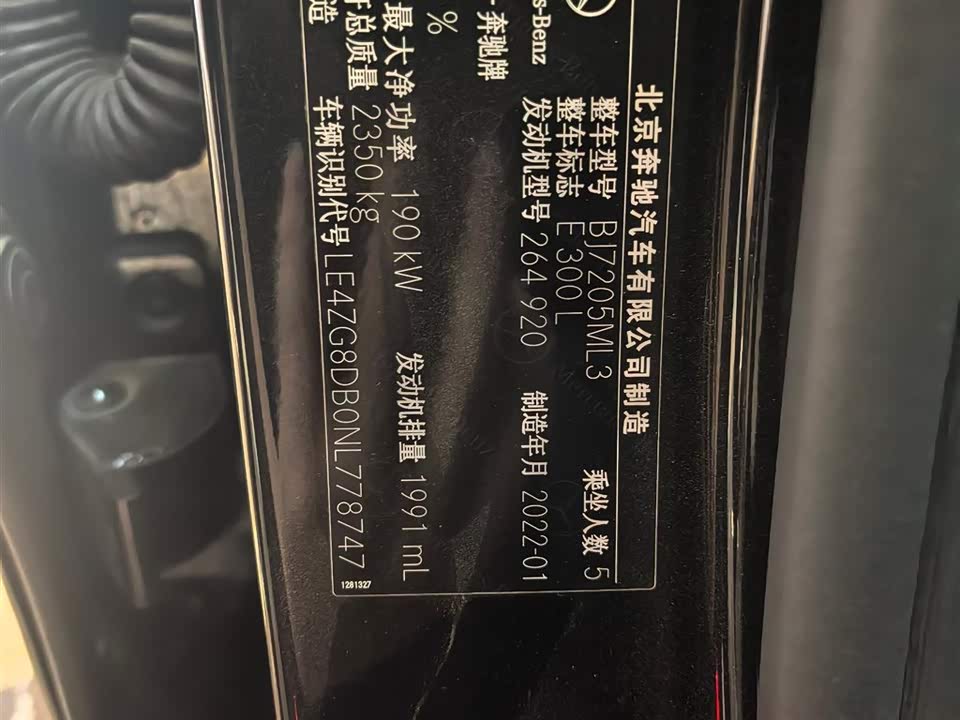 北京奔驰汽车有限公司制造
整车型号 BJ7205ML3 乘坐人数 5
整车标志 E 300 L
发动机型号 264 920 制造年月 2022-01
s-Benz
奔驰牌
%
最大净功率 190 kW 发动机排量 1991 mL
总质量 2350 kg
造
车辆识别代号 LE4ZG8DB0NL778747
1281327